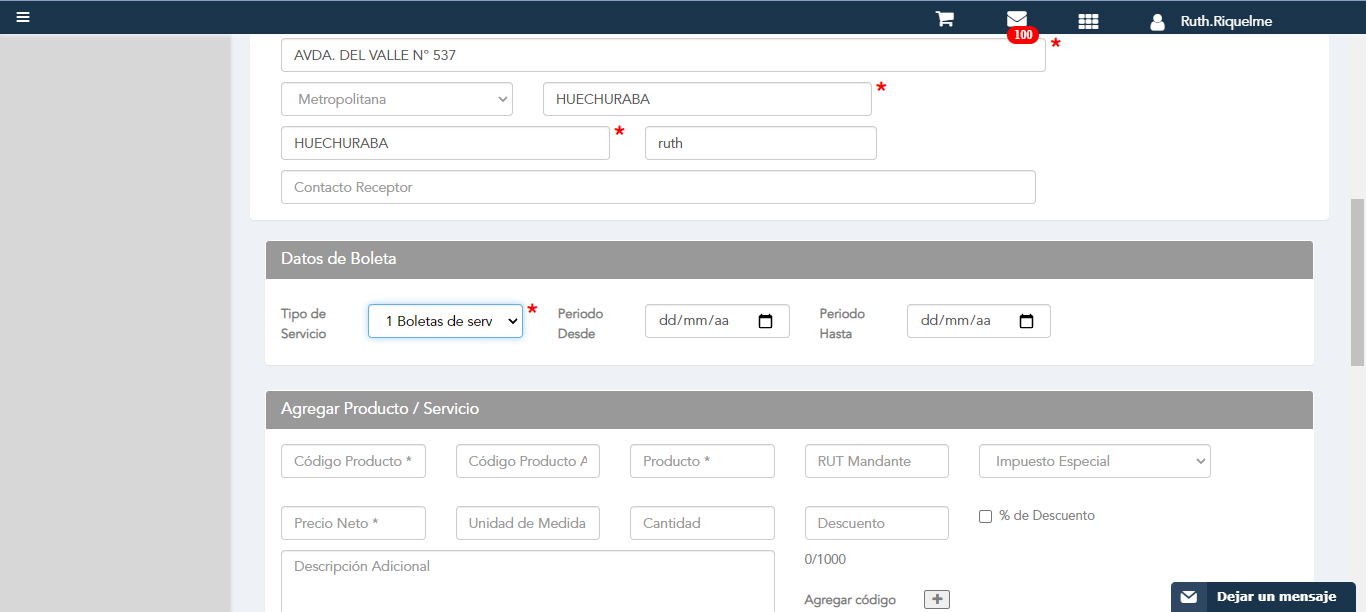 Ruth.Riquelme
100
AVDA. DEL VALLE N° 537 *
Metropolitana HUECHURABA *
HUECHURABA * ruth
Contacto Receptor
Datos de Boleta
Tipo de Servicio 1 Boletas de serv * Periodo Desde dd/mm/aa Periodo Hasta dd/mm/aa
Agregar Producto / Servicio
Código Producto * Código Producto A Producto * RUT Mandante Impuesto Especial
Precio Neto * Unidad de Medida Cantidad Descuento % de Descuento
Descripción Adicional 0/1000
Agregar código +
Dejar un mensaje